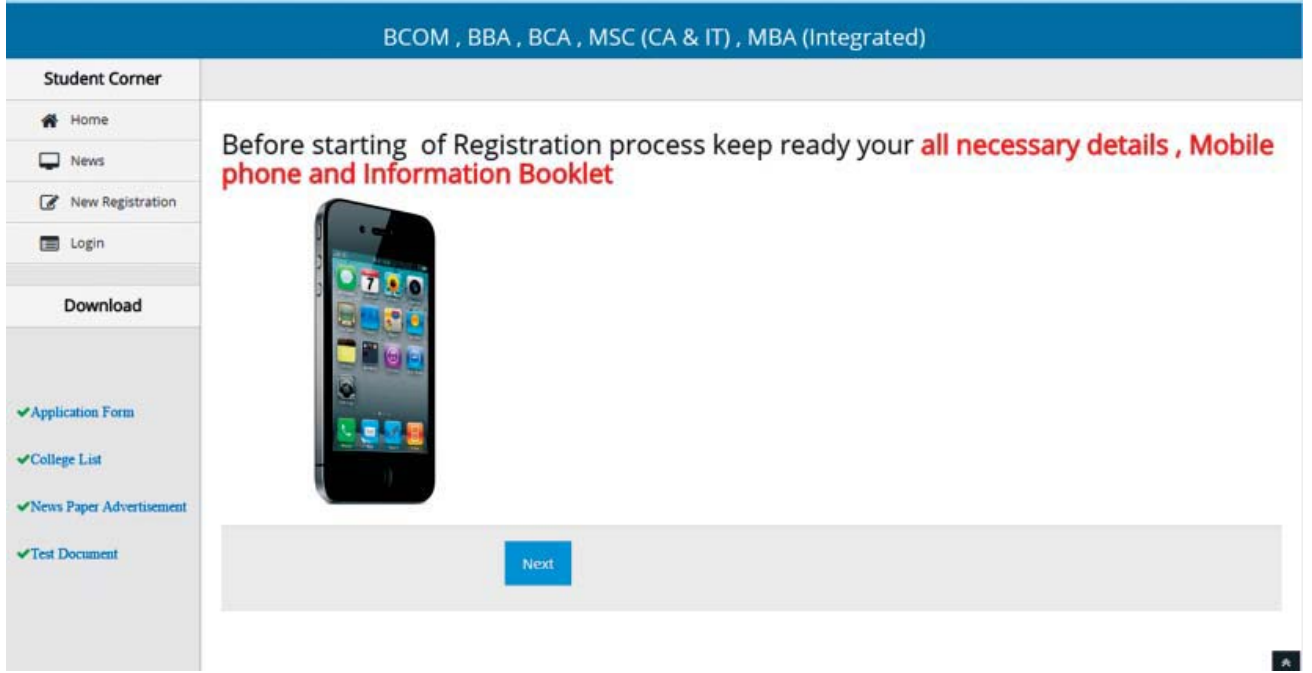 BCOM , BBA , BCA , MSC (CA & IT) , MBA (Integrated)
Student Corner
Home
News
New Registration
Login
Download
Application Form
College List
News Paper Advertisement
Test Document
Before starting of Registration process keep ready your all necessary details , Mobile
phone and Information Booklet
7
Next